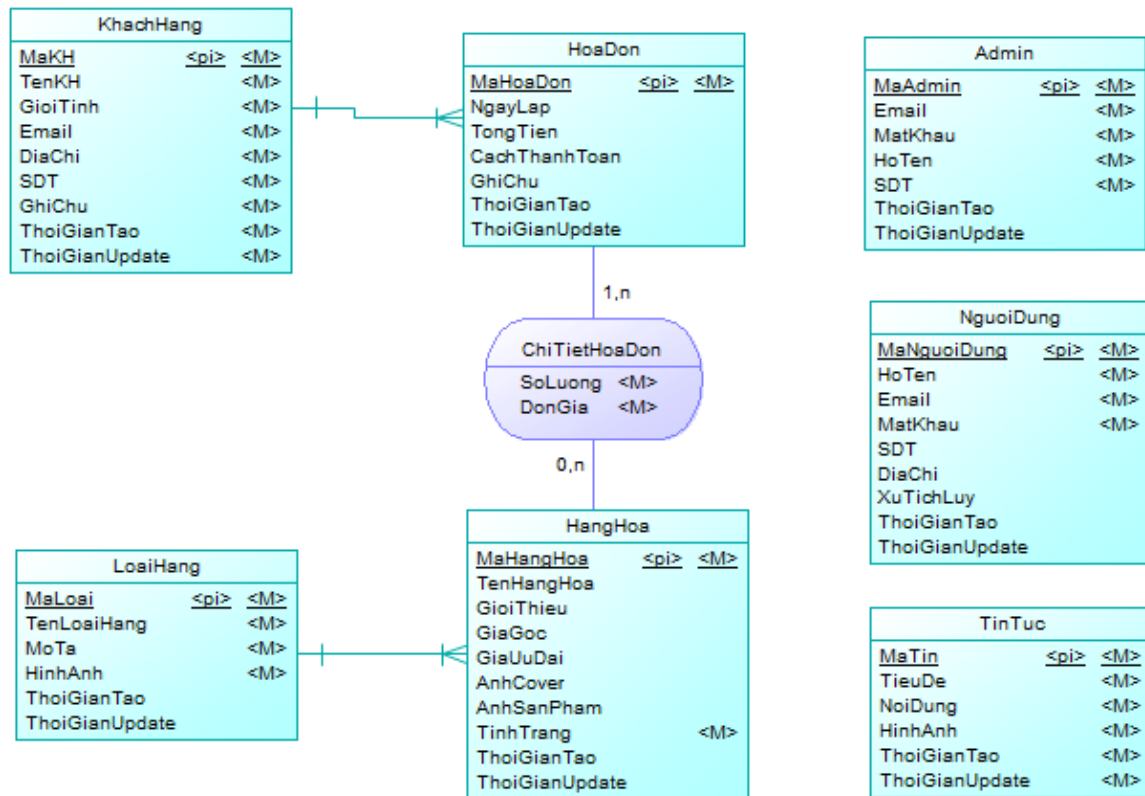 KhachHang
MaKH <pi> <M>
TenKH <M>
GioiTinh <M>
Email <M>
DiaChi <M>
SDT <M>
GhiChu <M>
ThoiGianTao <M>
ThoiGianUpdate <M>
HoaDon
MaHoaDon <pi> <M>
NgayLap
TongTien
CachThanhToan
GhiChu
ThoiGianTao
ThoiGianUpdate
Admin
MaAdmin <pi> <M>
Email <M>
MatKhau <M>
HoTen <M>
SDT <M>
ThoiGianTao
ThoiGianUpdate
1,n
ChiTietHoaDon
SoLuong <M>
DonGia <M>
0,n
NguoiDung
MaNguoiDung <pi> <M>
HoTen <M>
Email <M>
MatKhau <M>
SDT
DiaChi
XuTichLuy
ThoiGianTao
ThoiGianUpdate
LoaiHang
MaLoai <pi> <M>
TenLoaiHang <M>
MoTa <M>
HinhAnh <M>
ThoiGianTao
ThoiGianUpdate
HangHoa
MaHangHoa <pi> <M>
TenHangHoa
GioiThieu
GiaGoc
GiaUuDai
AnhCover
AnhSanPham
TinhTrang <M>
ThoiGianTao
ThoiGianUpdate
TinTuc
MaTin <pi> <M>
TieuDe <M>
NoiDung <M>
HinhAnh <M>
ThoiGianTao <M>
ThoiGianUpdate <M>